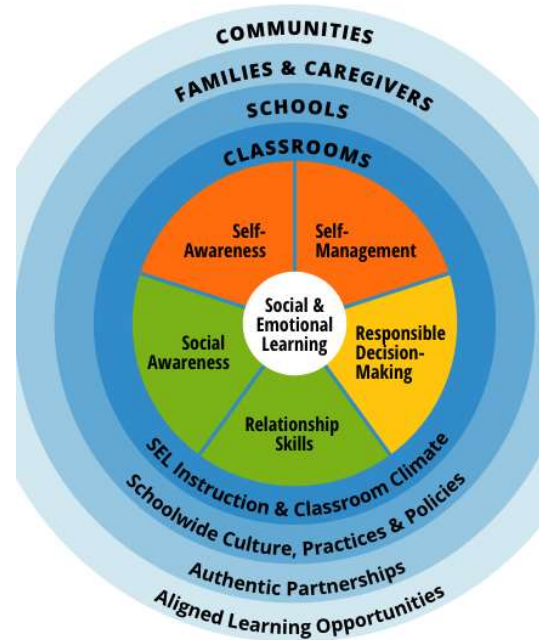 COMMUNITIES
FAMILIES & CAREGIVERS
SCHOOLS
CLASSROOMS
Self-
Awareness
Self-
Management
Social &
Emotional
Learning
Social
Awareness
Responsible
Decision-
Making
Relationship
Skills
SEL Instruction & Classroom Climate
Schoolwide Culture, Practices & Policies
Authentic Partnerships
Aligned Learning Opportunities